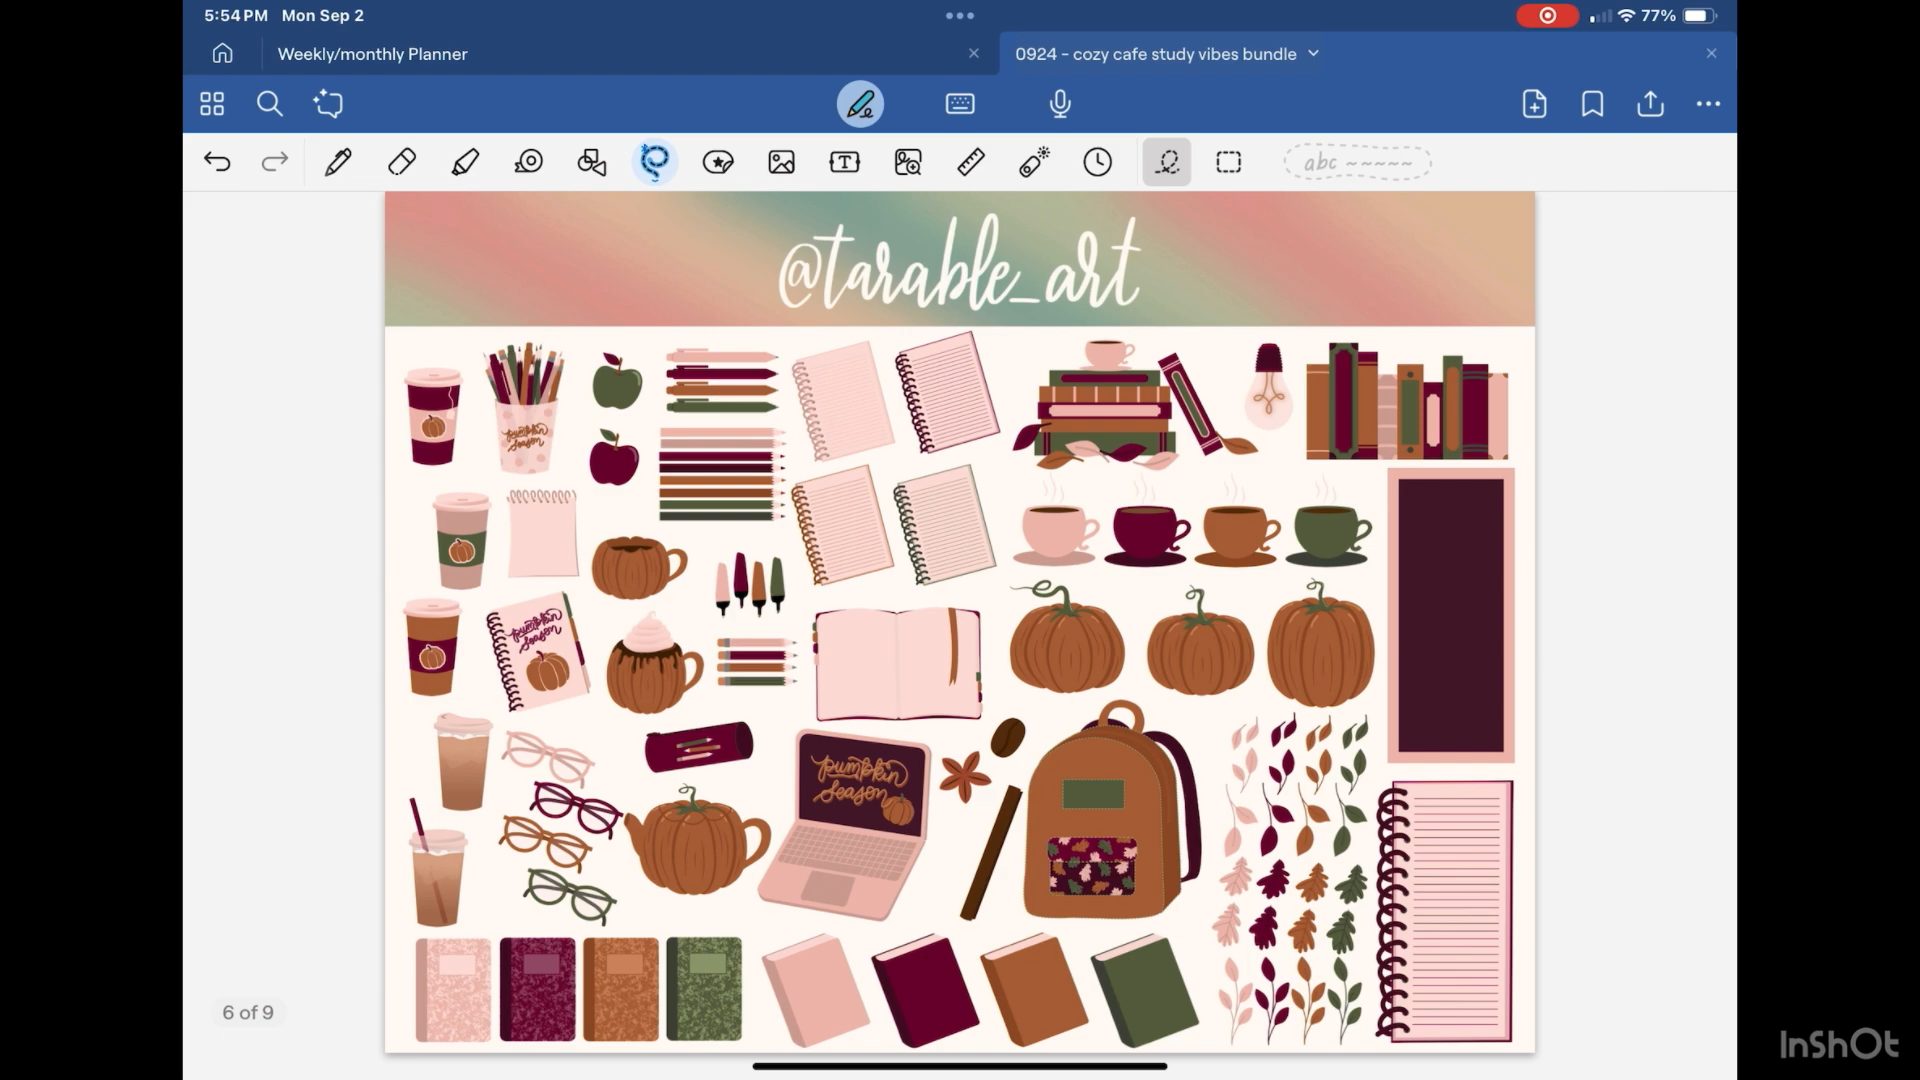 5:54 PM Mon Sep 2
77%
Weekly/monthly Planner
0924 - cozy cafe study vibes bundle
abc
@tarable_art
pumpkin
season
pumpkin
season
pumpkin
season
6 of 9
InShOt